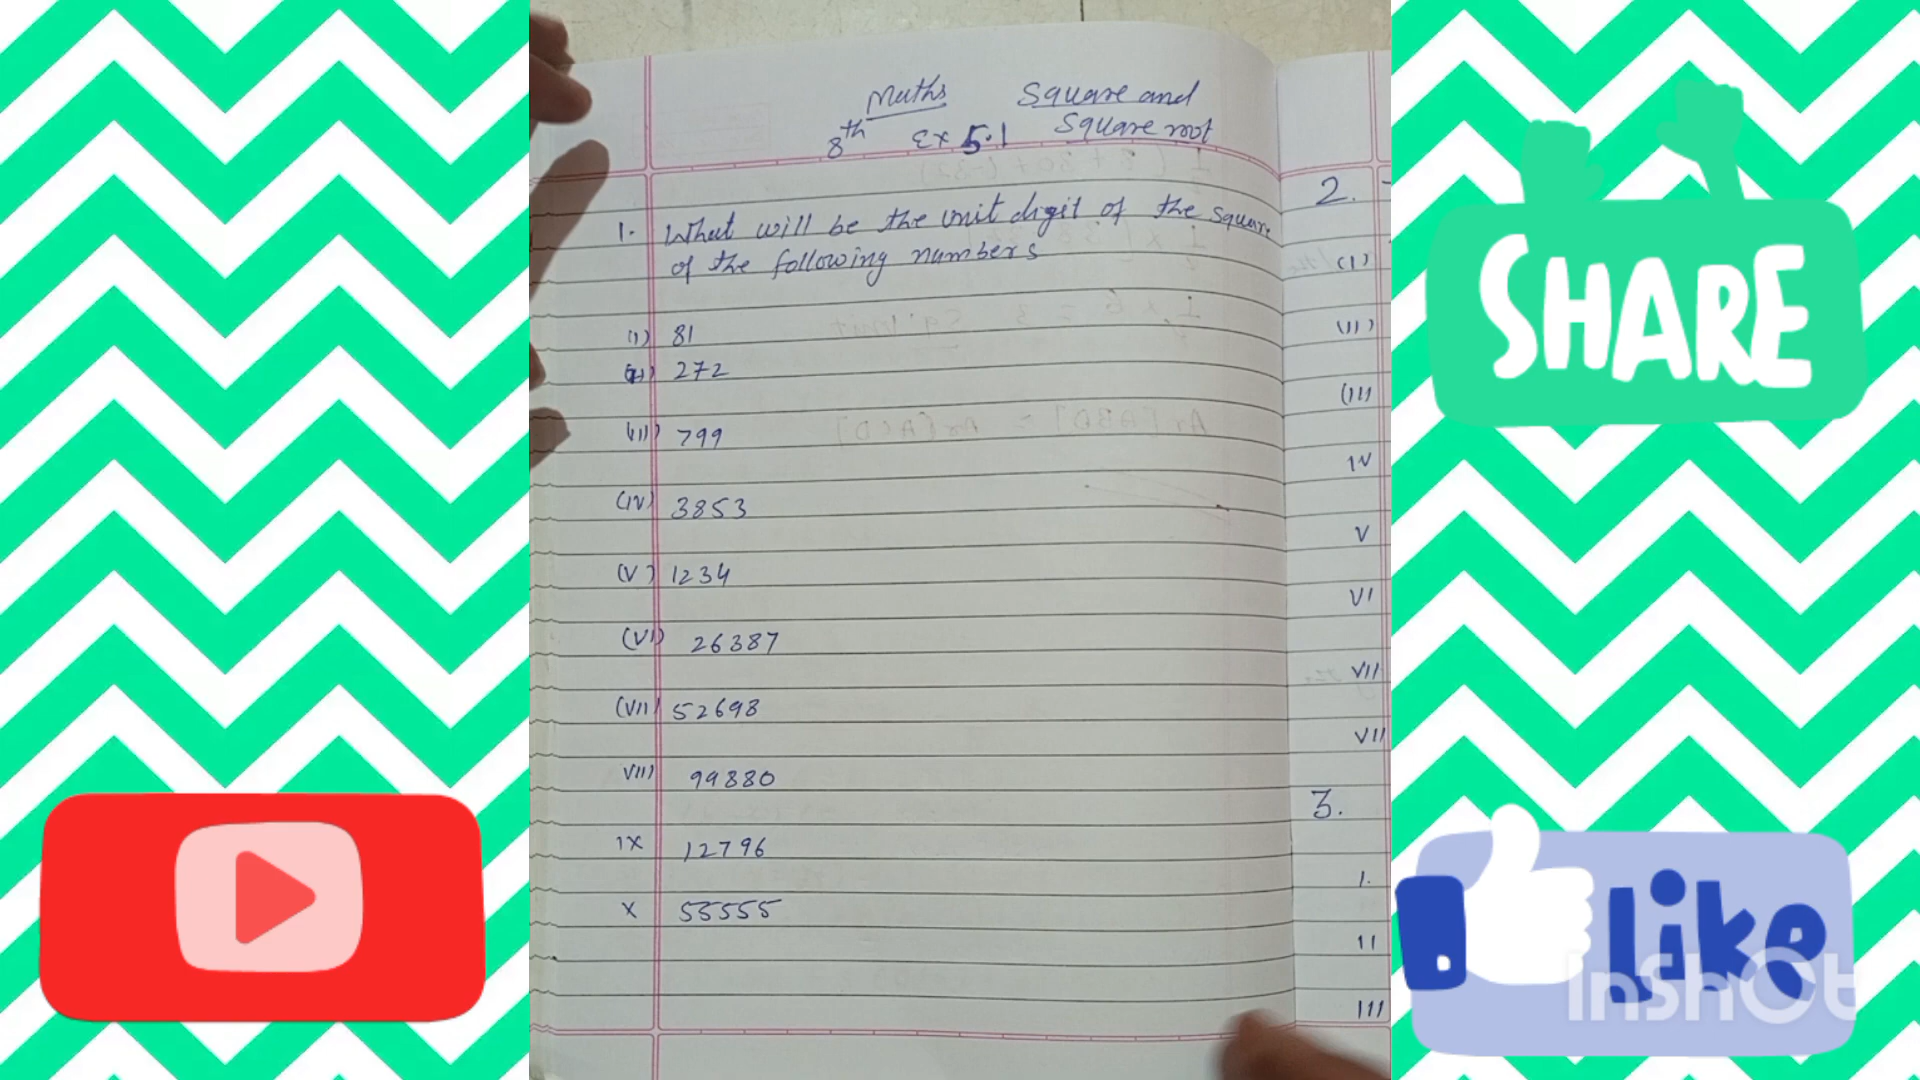 Maths Square and
8th Ex 5.1 Square root
1. What will be the unit digit of the square
of the following numbers
(i) 81
(ii) 272
(iii) 799
(iv) 3853
(v) 1234
(vi) 26387
(vii) 52698
viii) 99880
ix 12796
x 55555
2.
(i)
(ii)
(iii
iv
v
vi
vii
vii
3.
1.
ii
iii
SHARE
Like
InShOt